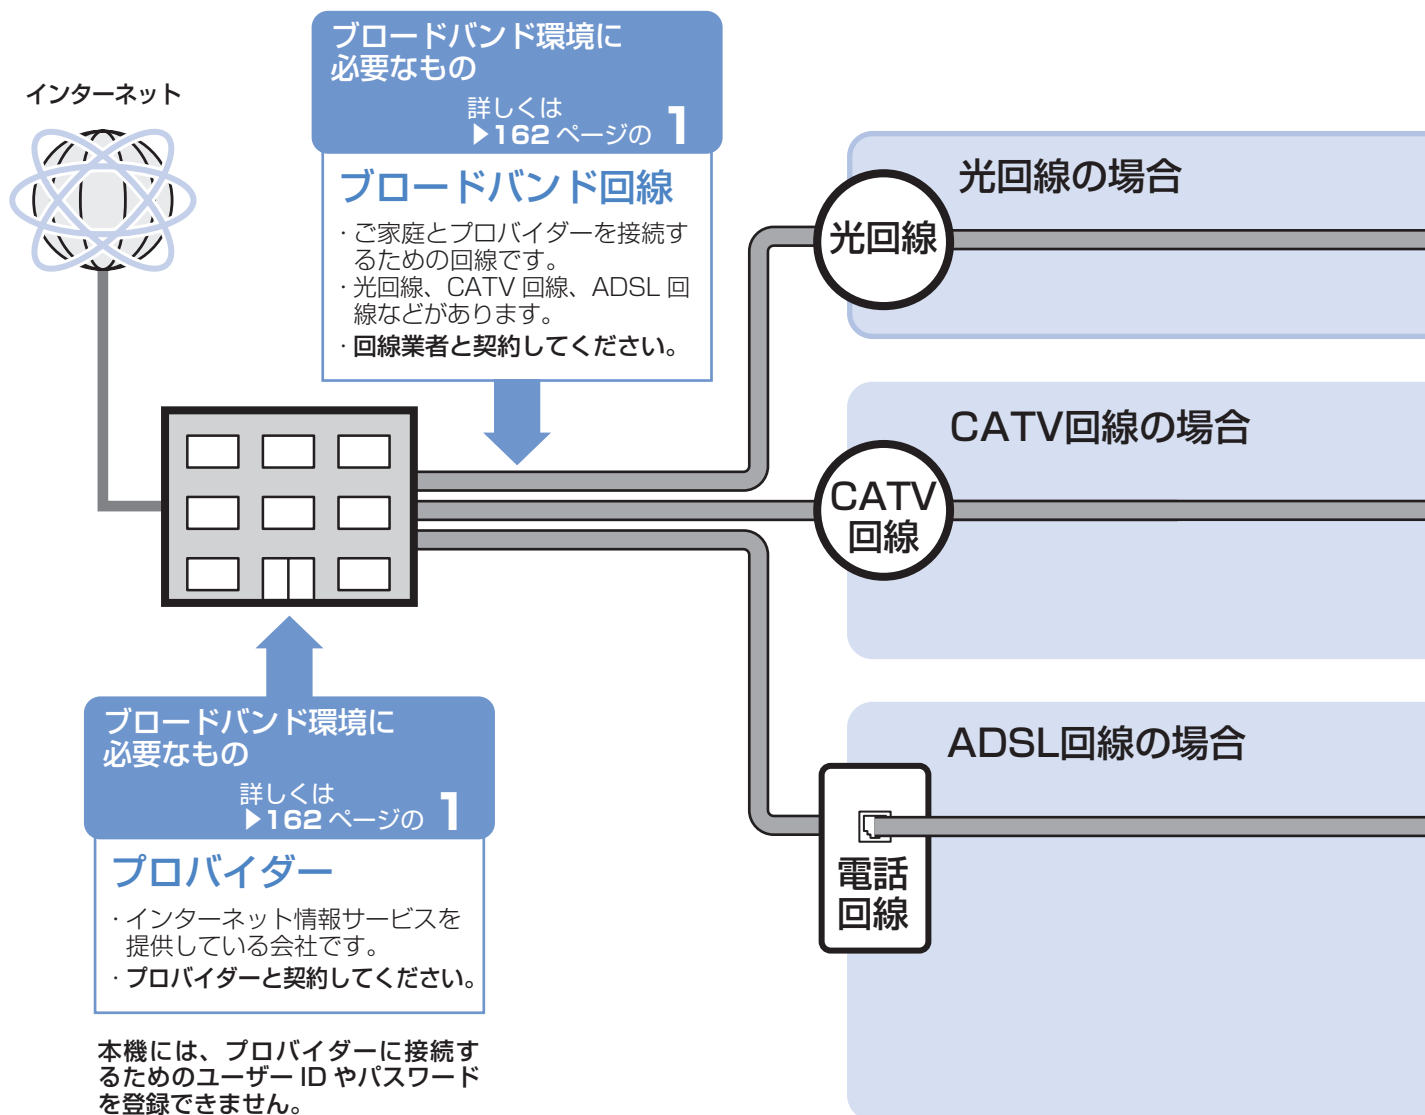 インターネット
ブロードバンド環境に
必要なもの
詳しくは
▶162 ページの 1
ブロードバンド回線
・ご家庭とプロバイダーを接続す
るための回線です。
・光回線、CATV 回線、ADSL 回
線などがあります。
・回線業者と契約してください。
光回線の場合
光回線
CATV回線の場合
CATV
回線
ADSL回線の場合
電話
回線
ブロードバンド環境に
必要なもの
詳しくは
▶162 ページの 1
プロバイダー
・インターネット情報サービスを
提供している会社です。
・プロバイダーと契約してください。
本機には、プロバイダーに接続す
るためのユーザー ID やパスワード
を登録できません。